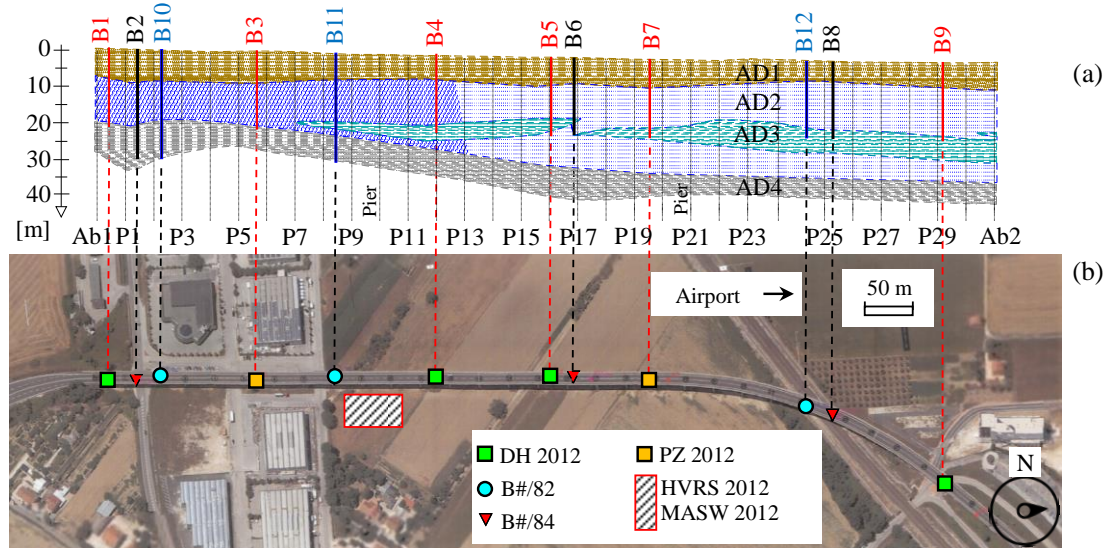 B1 B2 B10 B3 B11 B4 B5 B6 B7 B12 B8 B9
0
10
20
30
40
[m]
AD1
AD2
AD3
AD4
(a)
Pier
Pier
Ab1 P1 P3 P5 P7 P9 P11 P13 P15 P17 P19 P21 P23 P25 P27 P29 Ab2
(b)
Airport
50 m
DH 2012
PZ 2012
B#/82
HVRS 2012
B#/84
MASW 2012
N